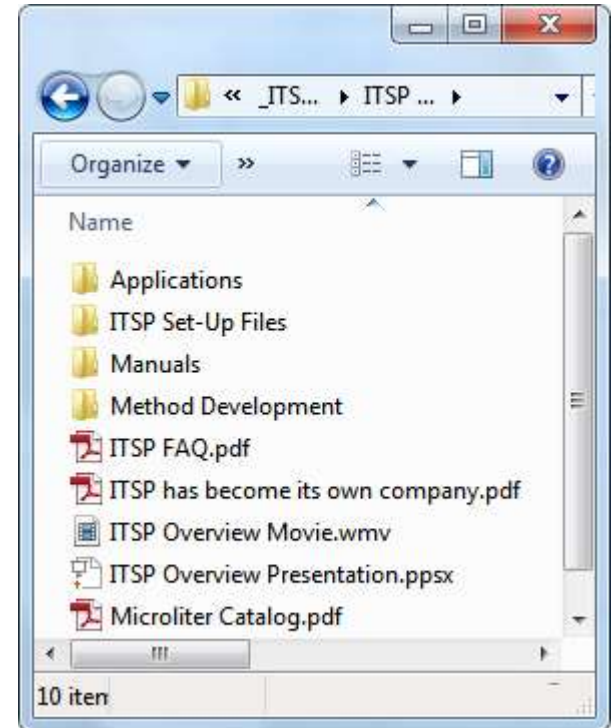 « _ITS... ▸ ITSP ... ▸
Organize ▾ »
Name
Applications
ITSP Set-Up Files
Manuals
Method Development
ITSP FAQ.pdf
ITSP has become its own company.pdf
ITSP Overview Movie.wmv
ITSP Overview Presentation.ppsx
Microliter Catalog.pdf
10 iten